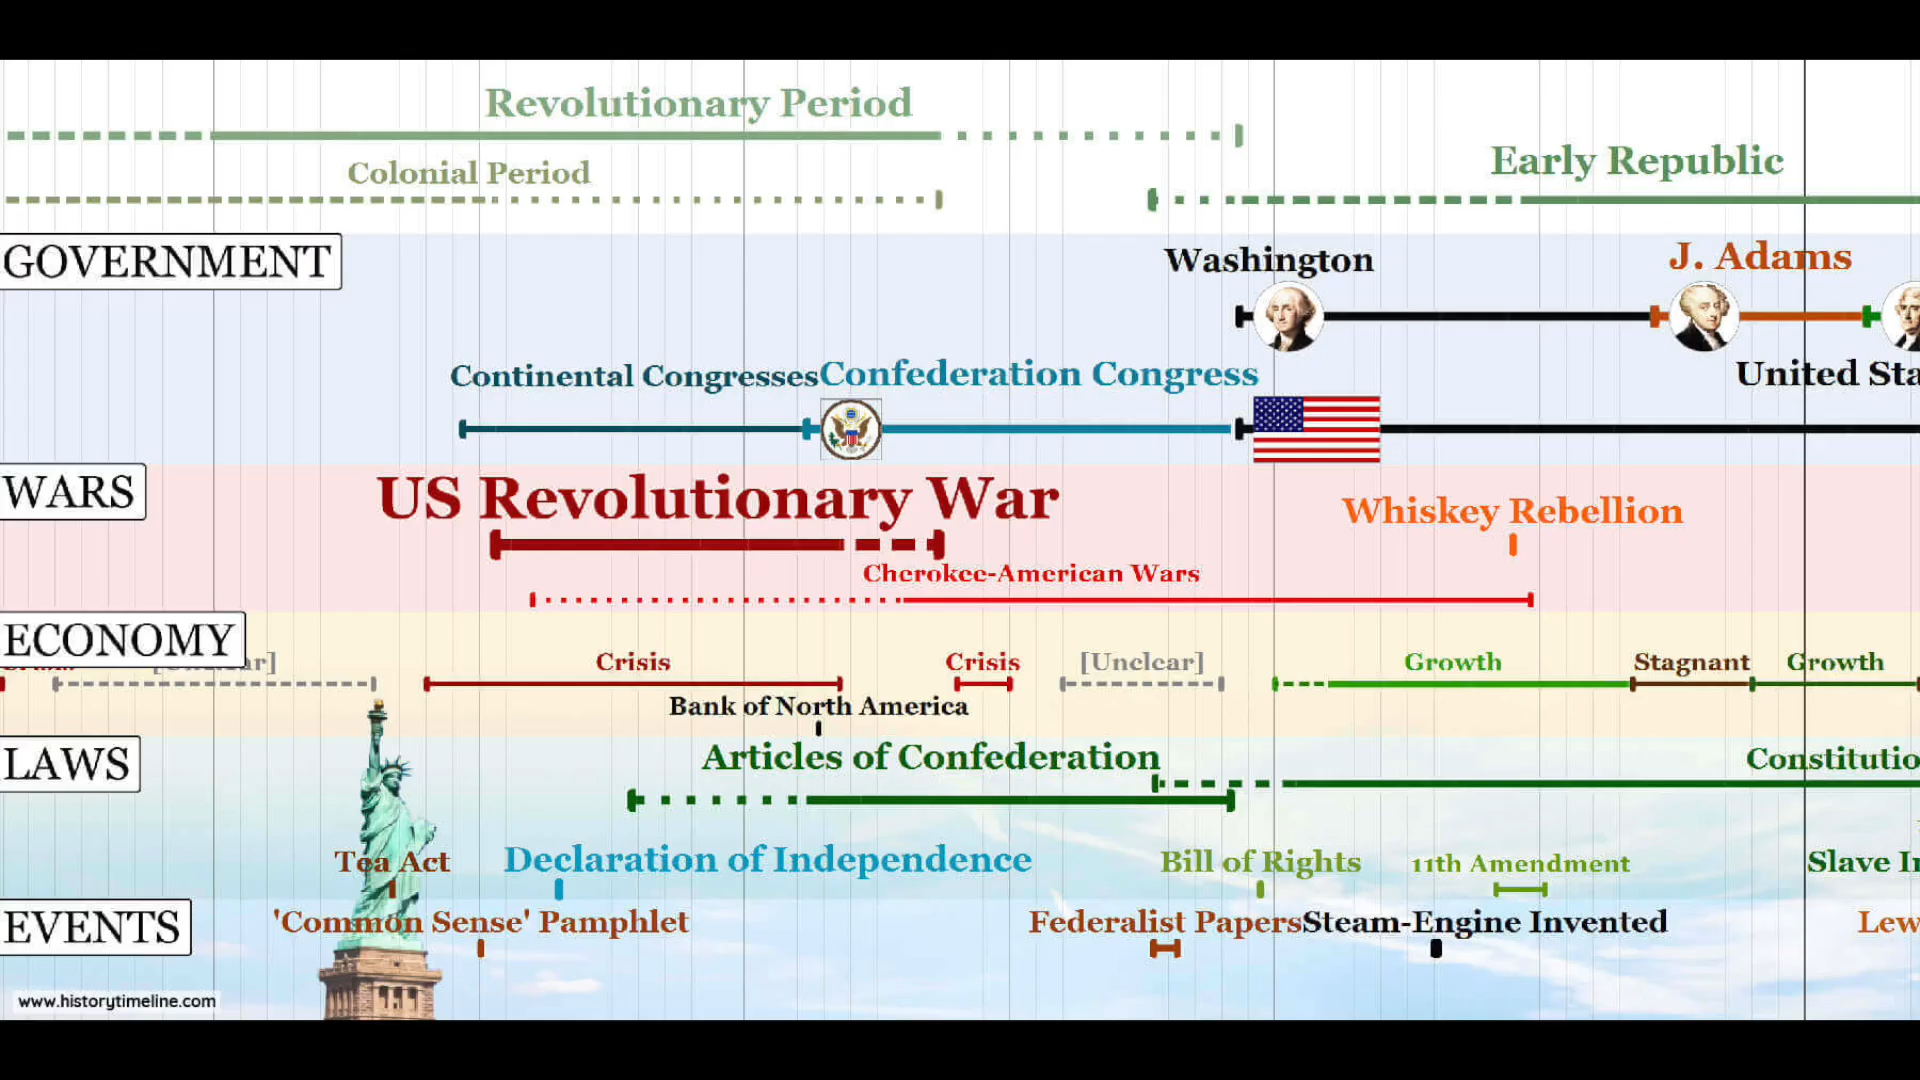 Revolutionary Period
Early Republic
Colonial Period
GOVERNMENT
Washington
J. Adams
Continental Congresses
Confederation Congress
United Sta
WARS
US Revolutionary War
Whiskey Rebellion
Cherokee-American Wars
ECONOMY
Crisis
Crisis
[Unclear]
Growth
Stagnant
Growth
Bank of North America
LAWS
Articles of Confederation
Constitutio
Tea Act
Declaration of Independence
Bill of Rights
11th Amendment
Slave I
EVENTS
'Common Sense' Pamphlet
Federalist Papers
Steam-Engine Invented
Lew
www.historytimeline.com